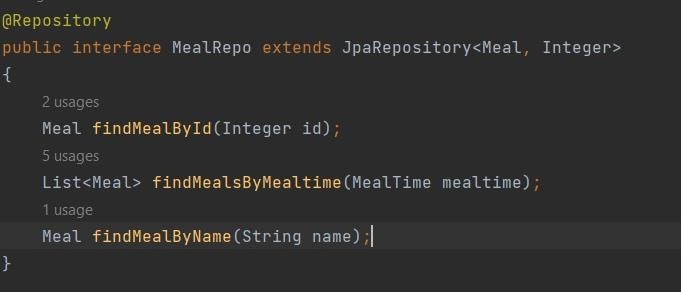 @Repository
public interface MealRepo extends JpaRepository<Meal, Integer>
{
2 usages
Meal findMealById(Integer id);
5 usages
List<Meal> findMealsByMealtime(MealTime mealtime);
1 usage
Meal findMealByName(String name);
}